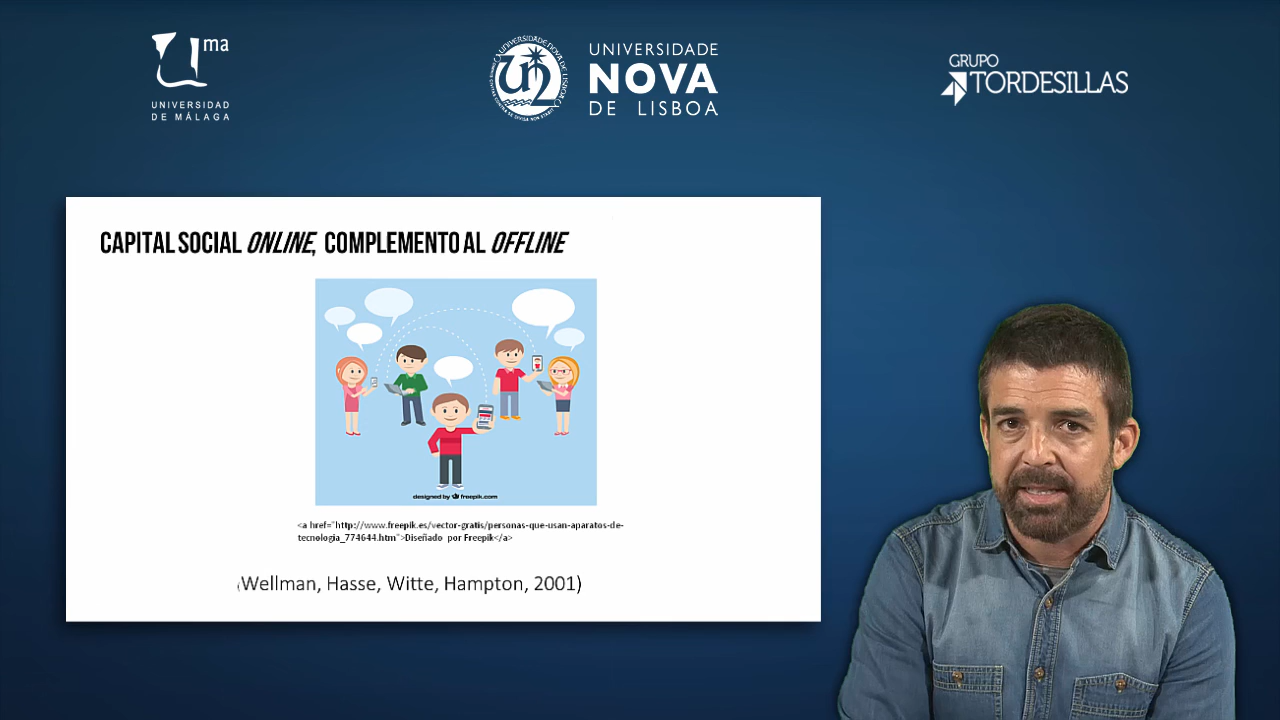 uma
UNIVERSIDAD
DE MÁLAGA
UNIVERSIDADE
NOVA
DE LISBOA
GRUPO
TORDESILLAS
CAPITAL SOCIAL ONLINE, COMPLEMENTO AL OFFLINE
designed by freepik.com
<a href="http://www.freepik.es/vector-gratis/personas-que-usan-aparatos-de-
tecnologia_774644.htm">Diseñado por Freepik</a>
(Wellman, Hasse, Witte, Hampton, 2001)